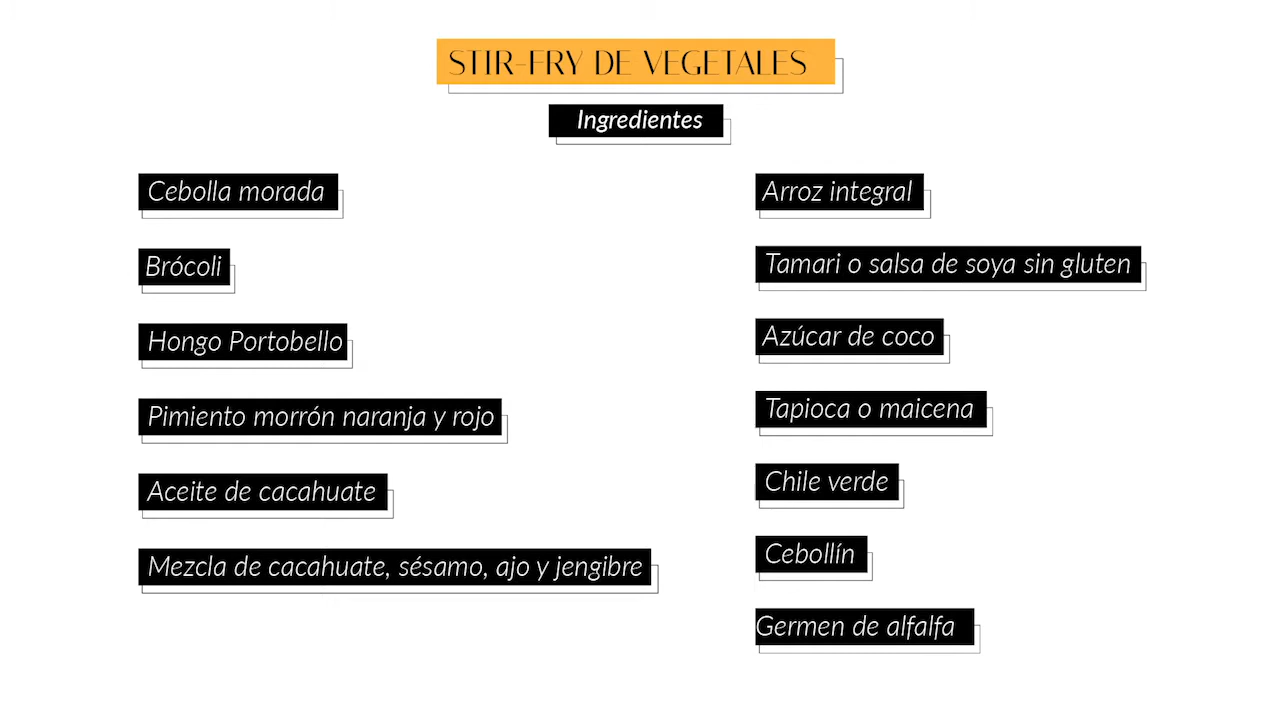 STIR-FRY DE VEGETALES
Ingredientes
Cebolla morada
Brócoli
Hongo Portobello
Pimiento morrón naranja y rojo
Aceite de cacahuate
Mezcla de cacahuate, sésamo, ajo y jengibre
Arroz integral
Tamari o salsa de soya sin gluten
Azúcar de coco
Tapioca o maicena
Chile verde
Cebollín
Germen de alfalfa